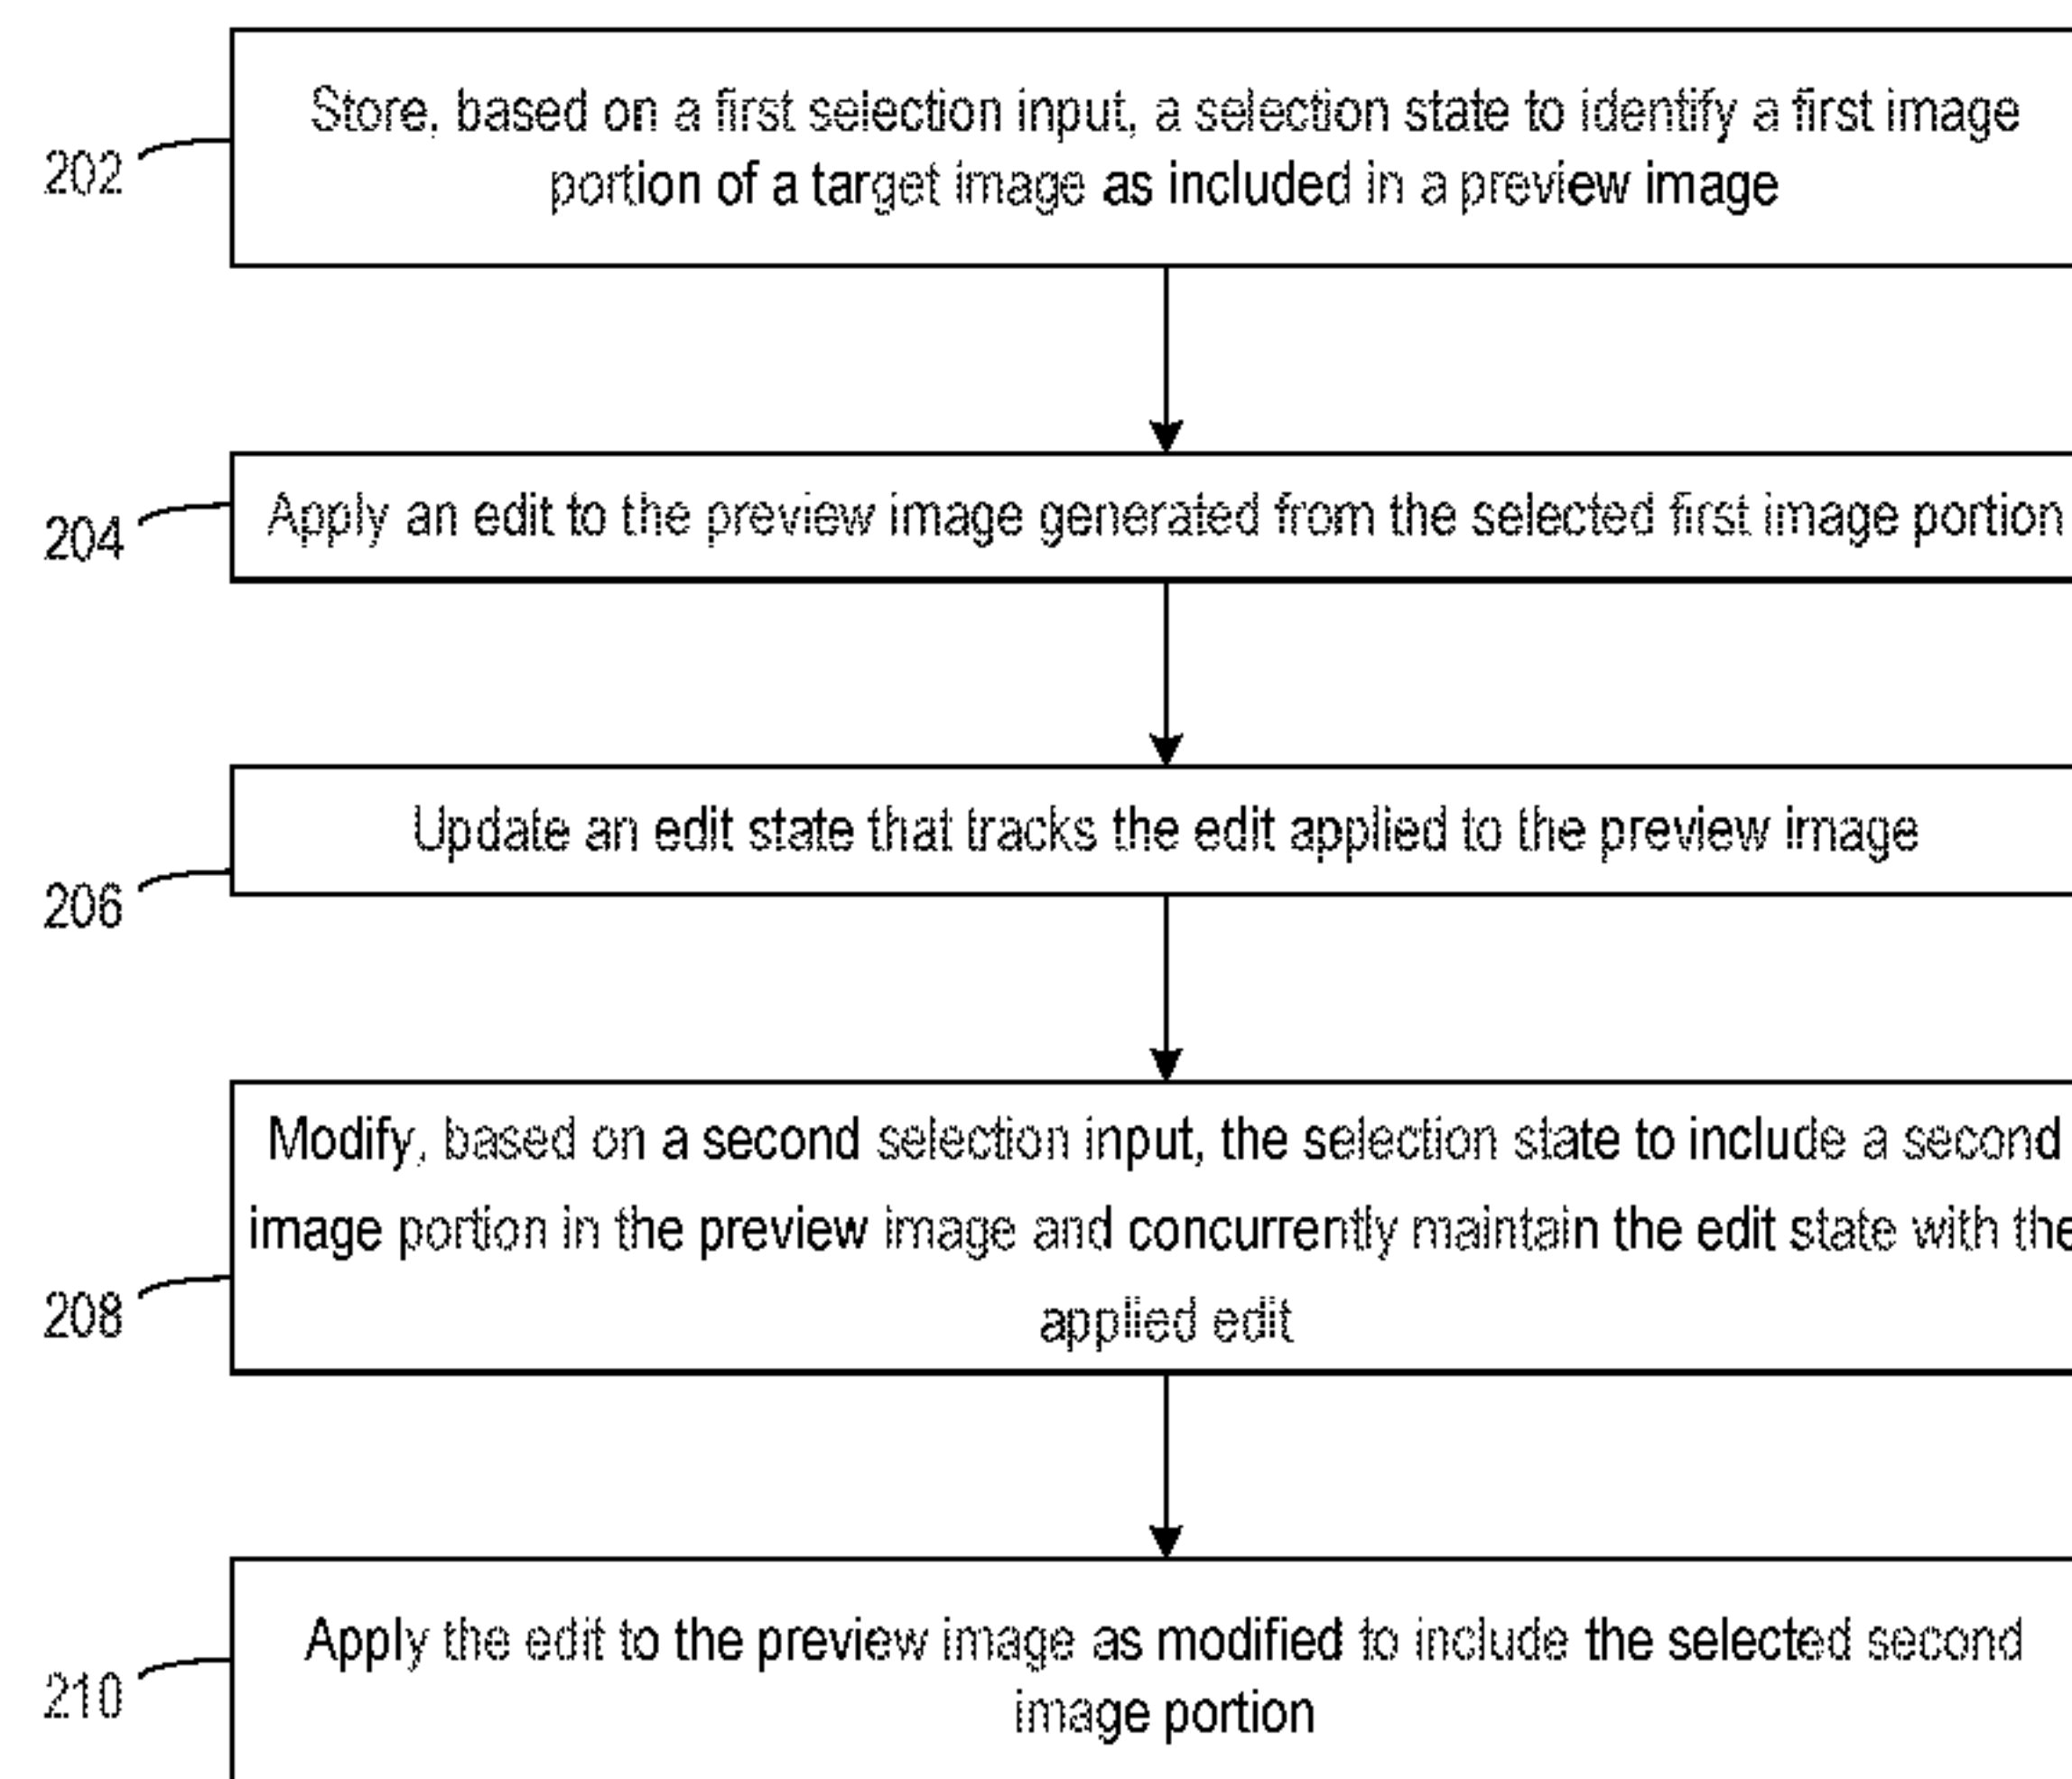 Store, based on a first selection input, a selection state to identify a first image
portion of a target image as included in a preview image
202
Apply an edit to the preview image generated from the selected first image portion
204
Update an edit state that tracks the edit applied to the preview image
206
Modify, based on a second selection input, the selection state to include a second
image portion in the preview image and concurrently maintain the edit state with the
applied edit
208
Apply the edit to the preview image as modified to include the selected second
image portion
210